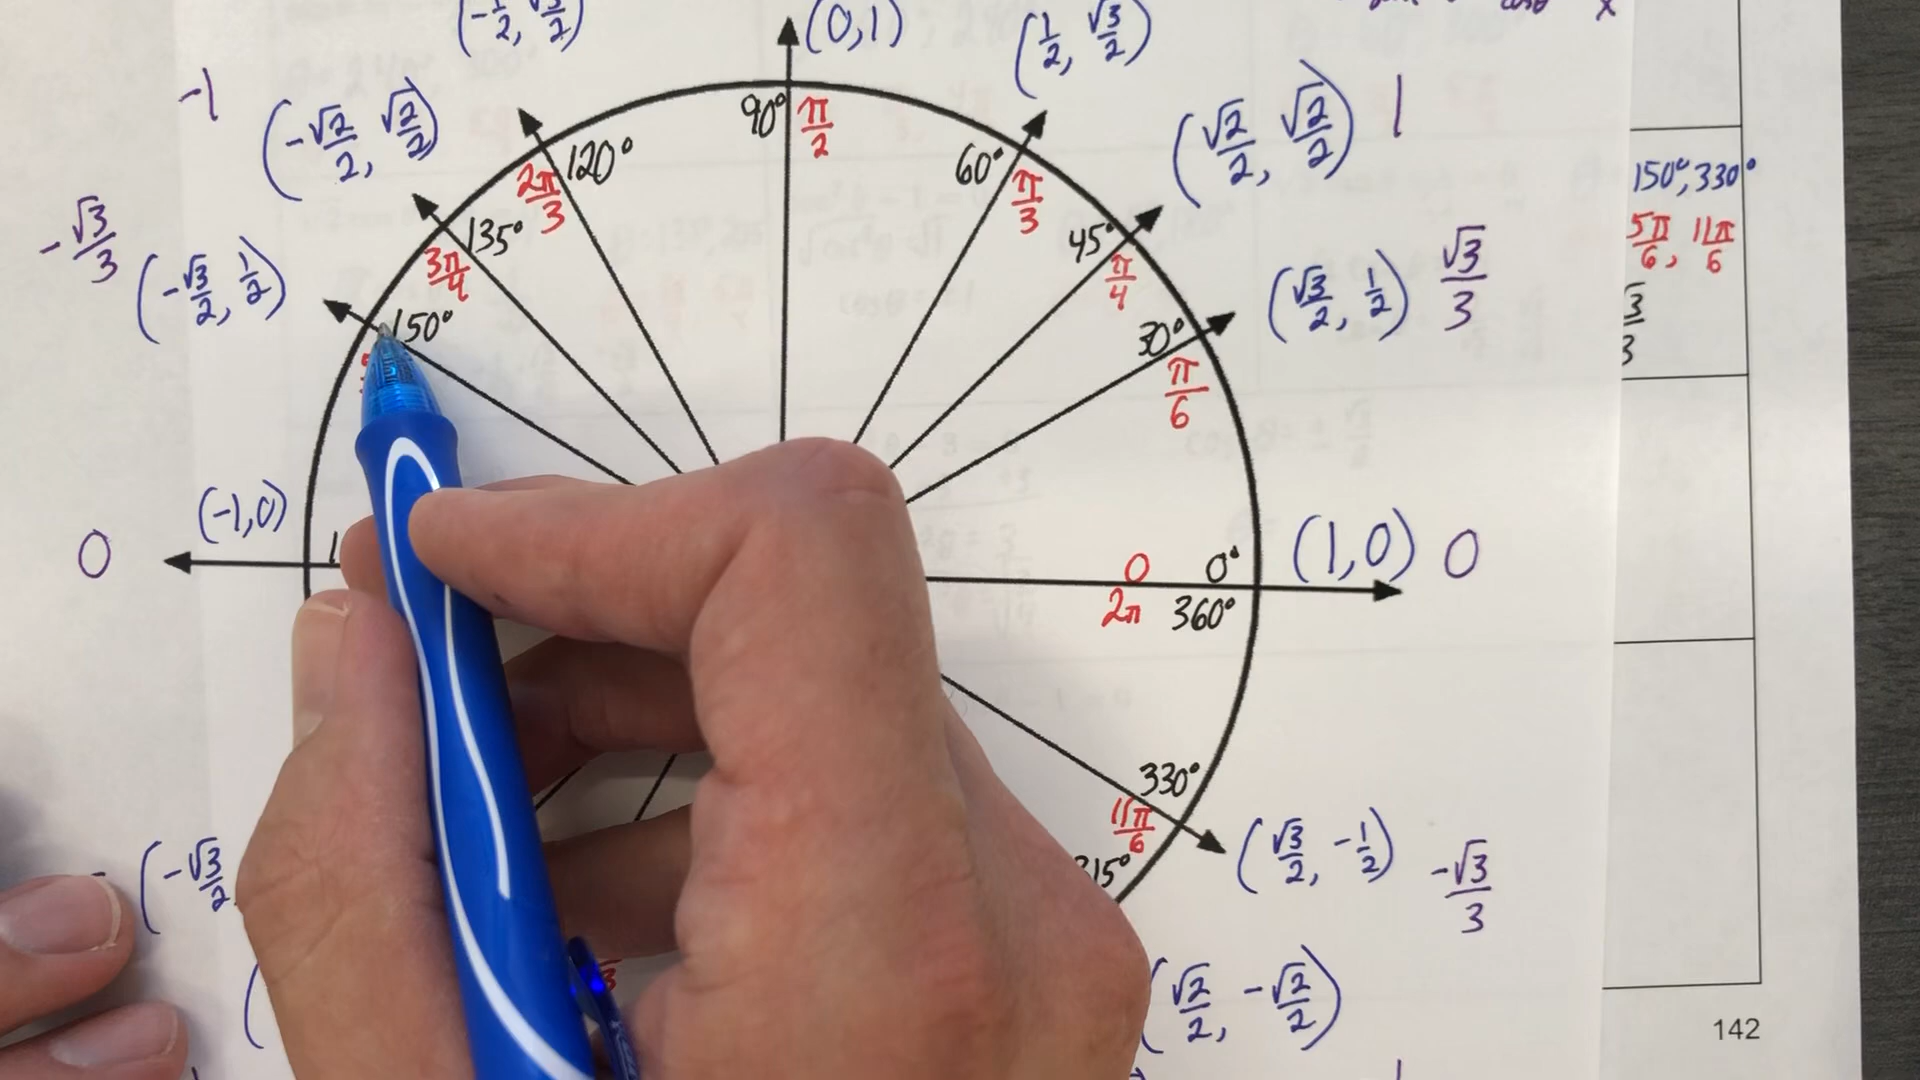 (-1/2, √3/2)
(0,1)
(1/2, √3/2)
cosθ x
-1
(-√2/2, √2/2)
90° π/2
120°
2π/3
60°
π/3
(√2/2, √2/2) 1
-√3/3
(-√3/2, 1/2)
135°
3π/4
45°
π/4
150°, 330°
5π/6, 11π/6
150°
30°
π/6
(√3/2, 1/2) √3/3
0
(-1,0)
0 0°
2π 360°
(1,0) 0
330°
11π/6
315°
(√3/2, -1/2) -√3/3
(√2/2, -√2/2)
142